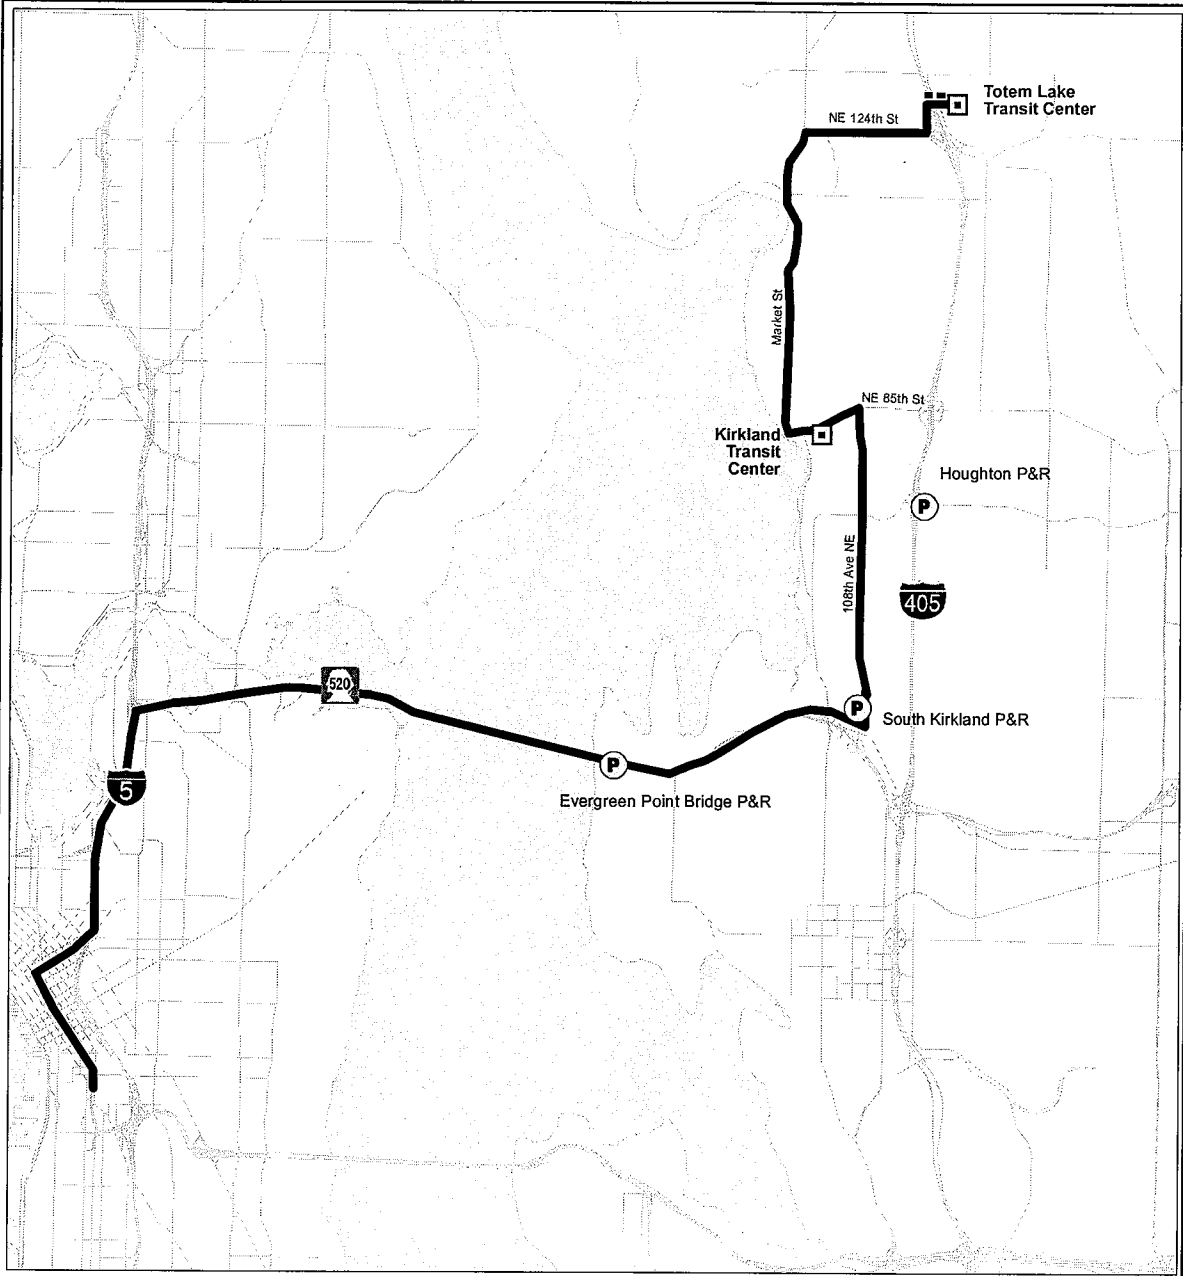 Totem Lake
Transit Center
NE 124th St
Market St
NE 85th St
Kirkland
Transit
Center
Houghton P&R
P
108th Ave NE
405
520
P
South Kirkland P&R
P
5
Evergreen Point Bridge P&R